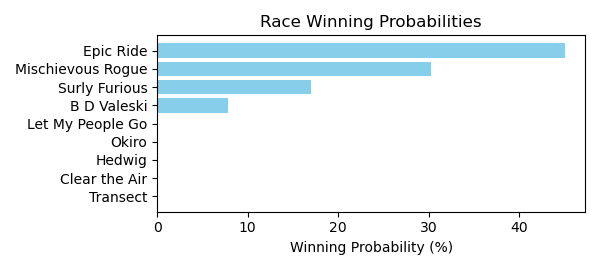 Race Winning Probabilities
Epic Ride
Mischievous Rogue
Surly Furious
B D Valeski
Let My People Go
Okiro
Hedwig
Clear the Air
Transect
0 10 20 30 40
Winning Probability (%)